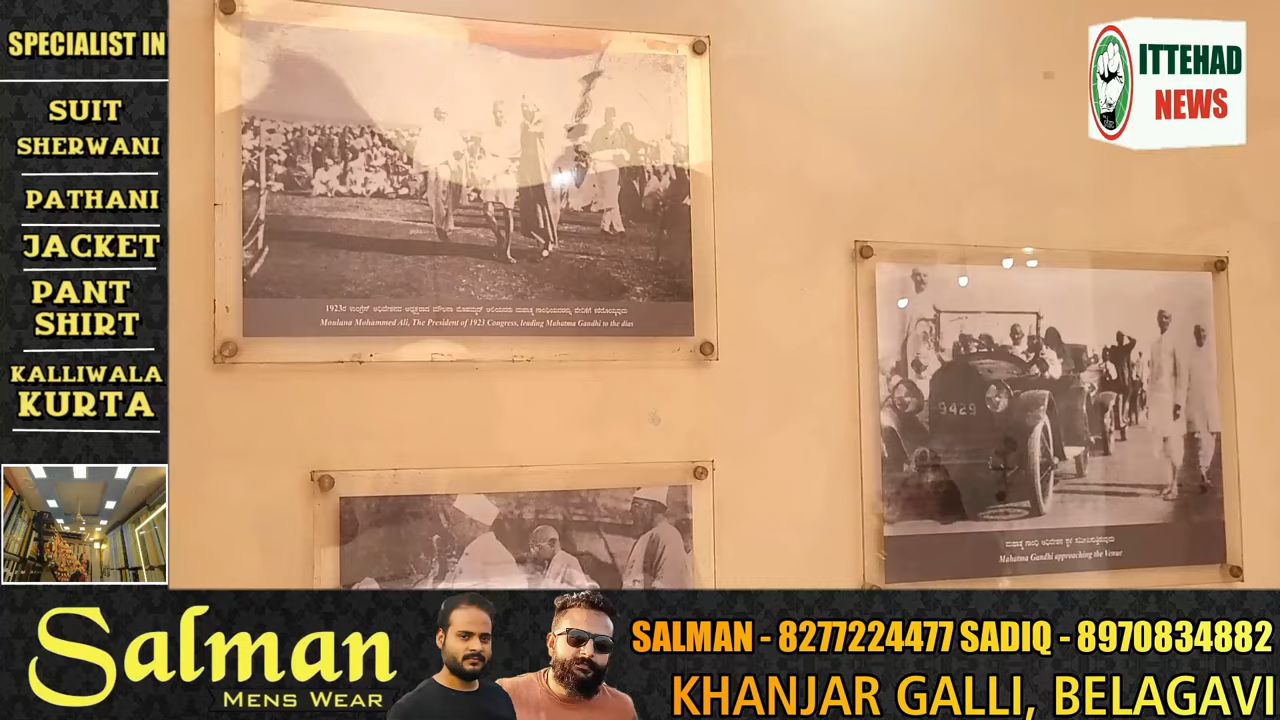 SPECIALIST IN
SUIT
SHERWANI
PATHANI
JACKET
PANT
SHIRT
KALLIWALA
KURTA
ITTEHAD
NEWS
Moulana Mohammed Ali, The President of 1923 Congress, leading Mahatma Gandhi to the dias
9429
Mahatma Gandhi approaching the Venue
Salman
MENS WEAR
SALMAN - 8277224477 SADIQ - 8970834882
KHANJAR GALLI, BELAGAVI